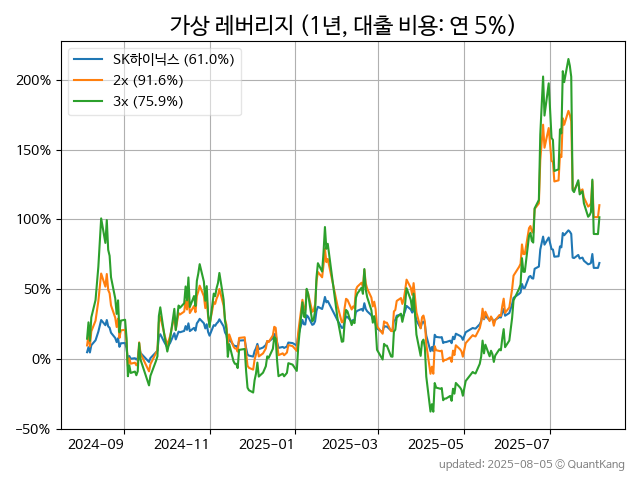 가상 레버리지 (1년, 대출 비용: 연 5%)
SK하이닉스 (61.0%)
2x (91.6%)
3x (75.9%)
200%
150%
100%
50%
0%
−50%
2024-09 2024-11 2025-01 2025-03 2025-05 2025-07
updated: 2025-08-05 © QuantKang